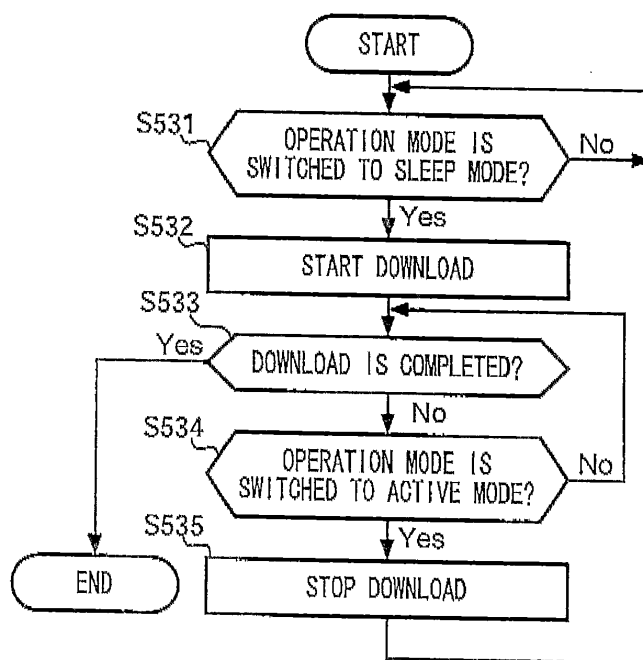 START
S531
OPERATION MODE IS
SWITCHED TO SLEEP MODE?
No
Yes
S532
START DOWNLOAD
S533
Yes
DOWNLOAD IS COMPLETED?
No
S534
OPERATION MODE IS
SWITCHED TO ACTIVE MODE?
No
Yes
S535
END
STOP DOWNLOAD